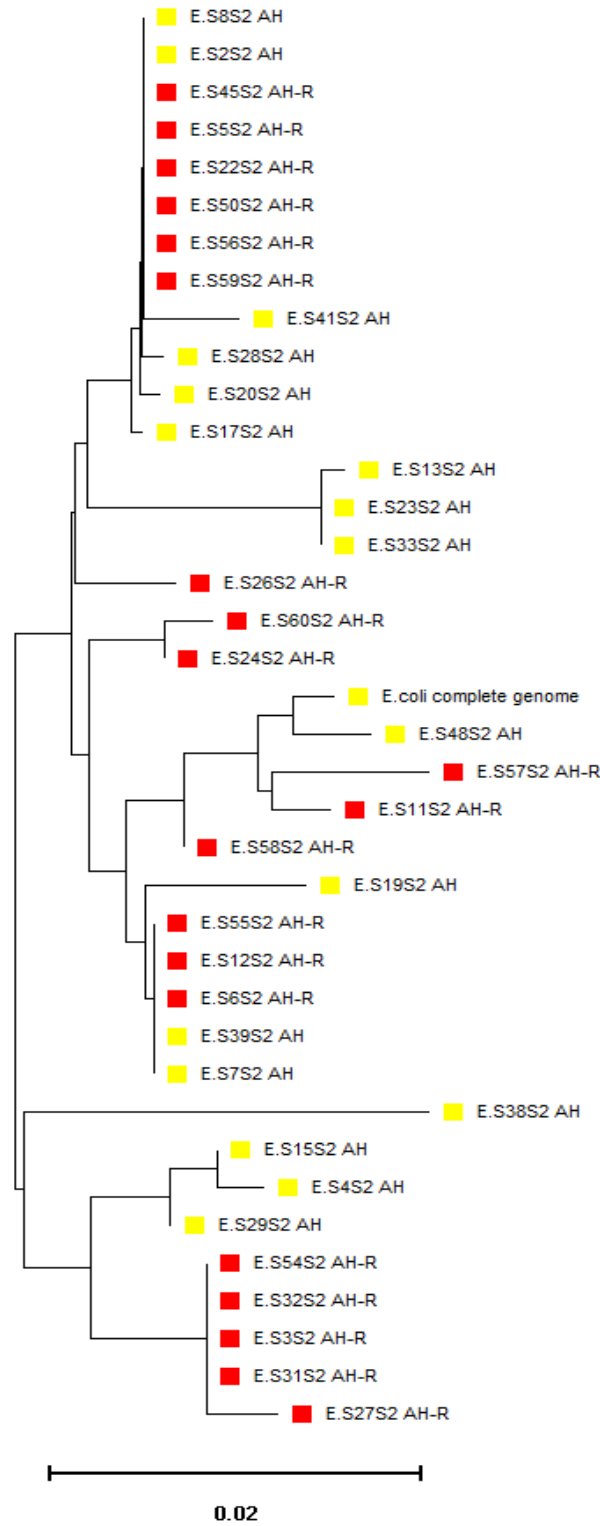 E.S8S2 AH
E.S2S2 AH
E.S45S2 AH-R
E.S5S2 AH-R
E.S22S2 AH-R
E.S50S2 AH-R
E.S56S2 AH-R
E.S59S2 AH-R
E.S41S2 AH
E.S28S2 AH
E.S20S2 AH
E.S17S2 AH
E.S13S2 AH
E.S23S2 AH
E.S33S2 AH
E.S26S2 AH-R
E.S60S2 AH-R
E.S24S2 AH-R
E.coli complete genome
E.S48S2 AH
E.S57S2 AH-R
E.S11S2 AH-R
E.S58S2 AH-R
E.S19S2 AH
E.S55S2 AH-R
E.S12S2 AH-R
E.S6S2 AH-R
E.S39S2 AH
E.S7S2 AH
E.S38S2 AH
E.S15S2 AH
E.S4S2 AH
E.S29S2 AH
E.S54S2 AH-R
E.S32S2 AH-R
E.S3S2 AH-R
E.S31S2 AH-R
E.S27S2 AH-R
0.02